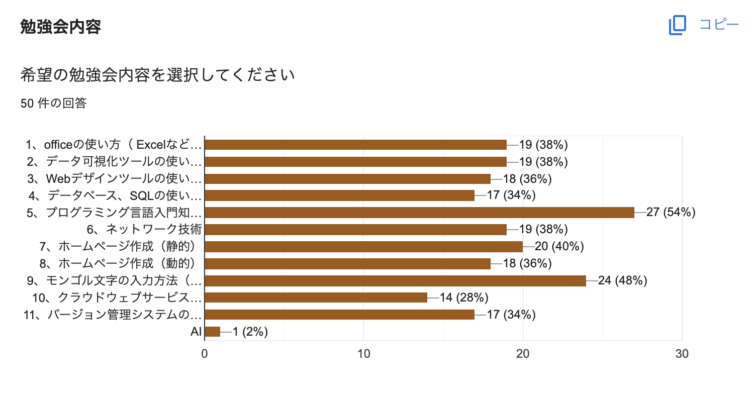 勉強会内容
コピー
希望の勉強会内容を選択してください
50 件の回答
1、officeの使い方（ Excelなど… 19 (38%)
2、データ可視化ツールの使い… 19 (38%)
3、Webデザインツールの使い… 18 (36%)
4、データベース、SQLの使い… 17 (34%)
5、プログラミング言語入門知… 27 (54%)
6、ネットワーク技術 19 (38%)
7、ホームページ作成（静的） 20 (40%)
8、ホームページ作成（動的） 18 (36%)
9、モンゴル文字の入力方法（… 24 (48%)
10、クラウドウェブサービス… 14 (28%)
11、バージョン管理システムの… 17 (34%)
AI 1 (2%)
0 10 20 30